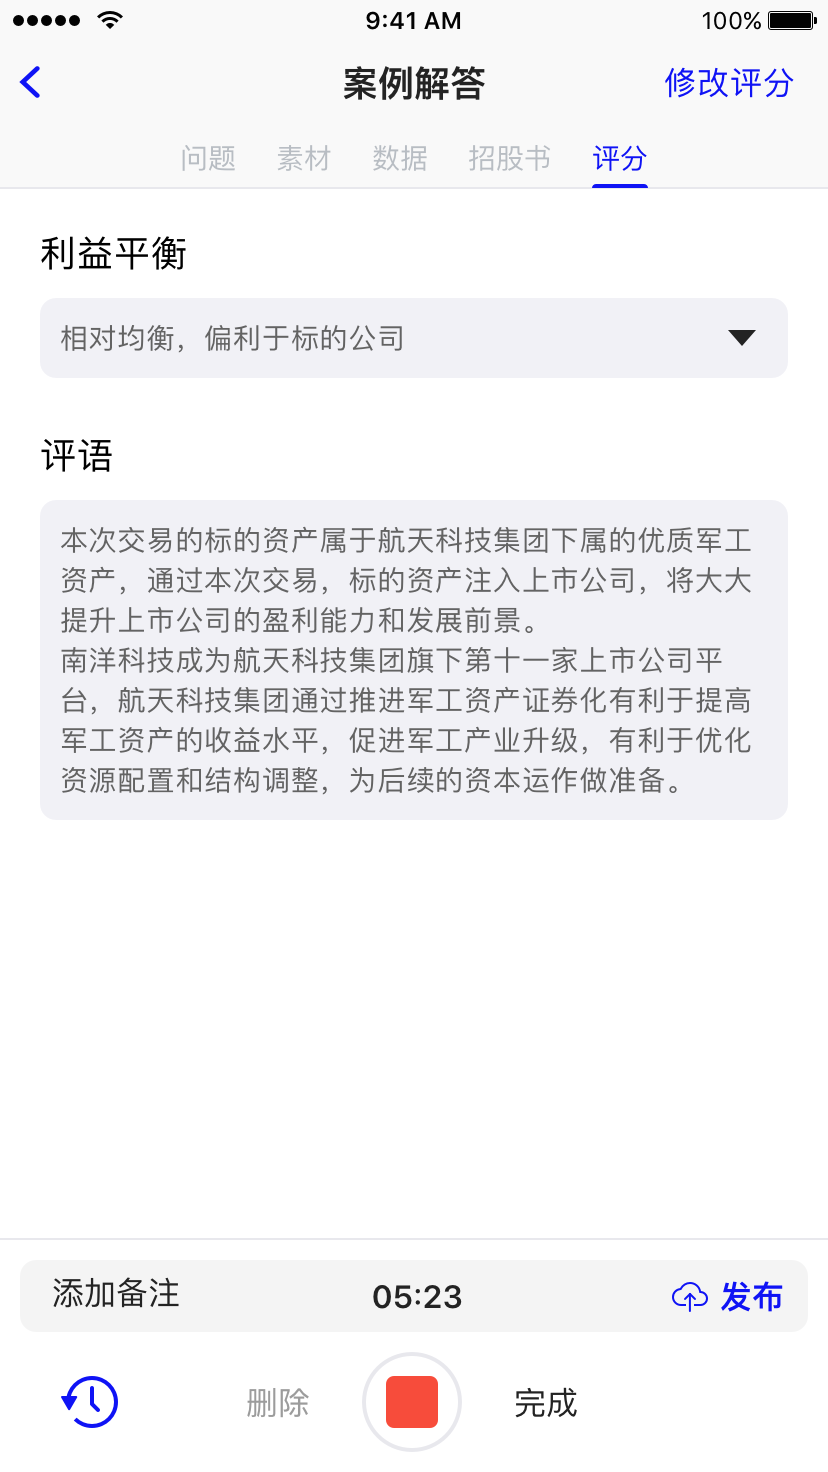 9:41 AM
100%
案例解答
修改评分
问题 素材 数据 招股书 评分
利益平衡
相对均衡，偏利于标的公司
评语
本次交易的标的资产属于航天科技集团下属的优质军工
资产，通过本次交易，标的资产注入上市公司，将大大
提升上市公司的盈利能力和发展前景。
南洋科技成为航天科技集团旗下第十一家上市公司平
台，航天科技集团通过推进军工资产证券化有利于提高
军工资产的收益水平，促进军工产业升级，有利于优化
资源配置和结构调整，为后续的资本运作做准备。
添加备注
05:23
发布
删除
完成